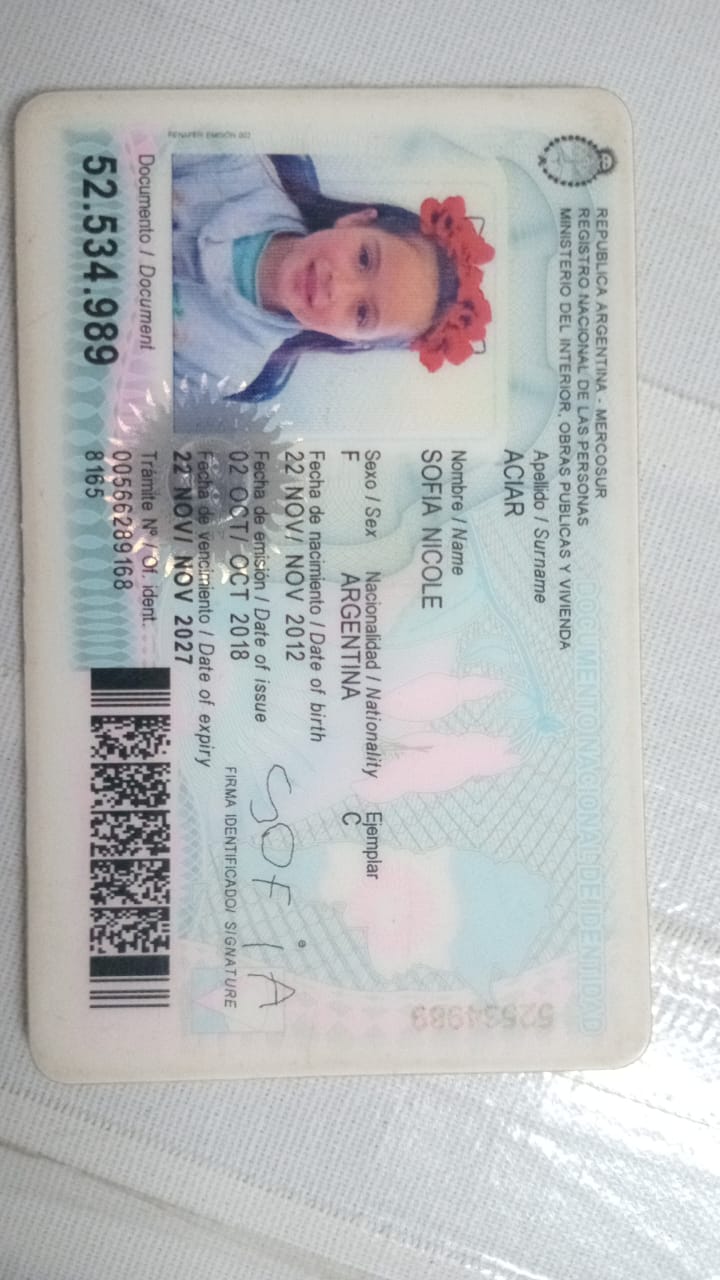 REPUBLICA ARGENTINA - MERCOSUR
REGISTRO NACIONAL DE LAS PERSONAS
MINISTERIO DEL INTERIOR, OBRAS PUBLICAS Y VIVIENDA
DOCUMENTO NACIONAL DE IDENTIDAD
Apellido / Surname
ACIAR
Nombre / Name
SOFIA NICOLE
Sexo / Sex Nacionalidad / Nationality Ejemplar
F ARGENTINA C
Fecha de nacimiento / Date of birth
22 NOV/ NOV 2012
Fecha de emisión / Date of issue
02 OCT/ OCT 2018
Fecha de vencimiento / Date of expiry
22 NOV/ NOV 2027
SOFIA
FIRMA IDENTIFICADO/ SIGNATURE
RENAPER EMISIÓN 002
Documento / Document
52.534.989
Trámite Nº / Of. ident.
00566289168
8165
52534989